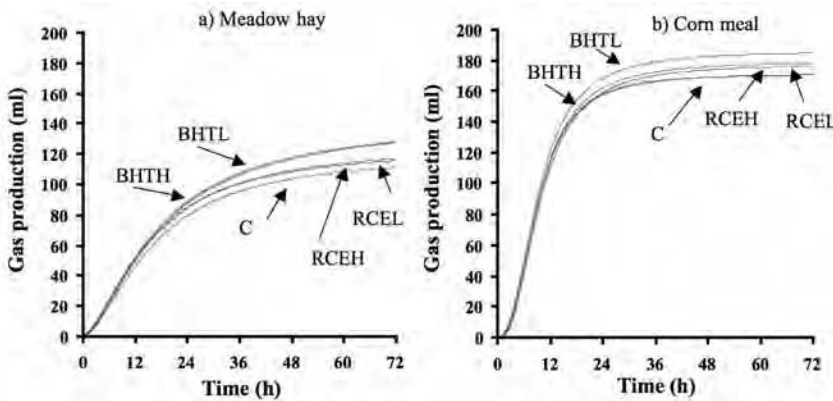 a) Meadow hay
Gas production (ml)
200
180
160
140
120
100
80
60
40
20
0
BHTL
BHTH
C
RCEL
RCEH
0 12 24 36 48 60 72
Time (h)
b) Corn meal
Gas production (ml)
200
180
160
140
120
100
80
60
40
20
0
BHTL
BHTH
C
RCEH
RCEL
0 12 24 36 48 60 72
Time (h)